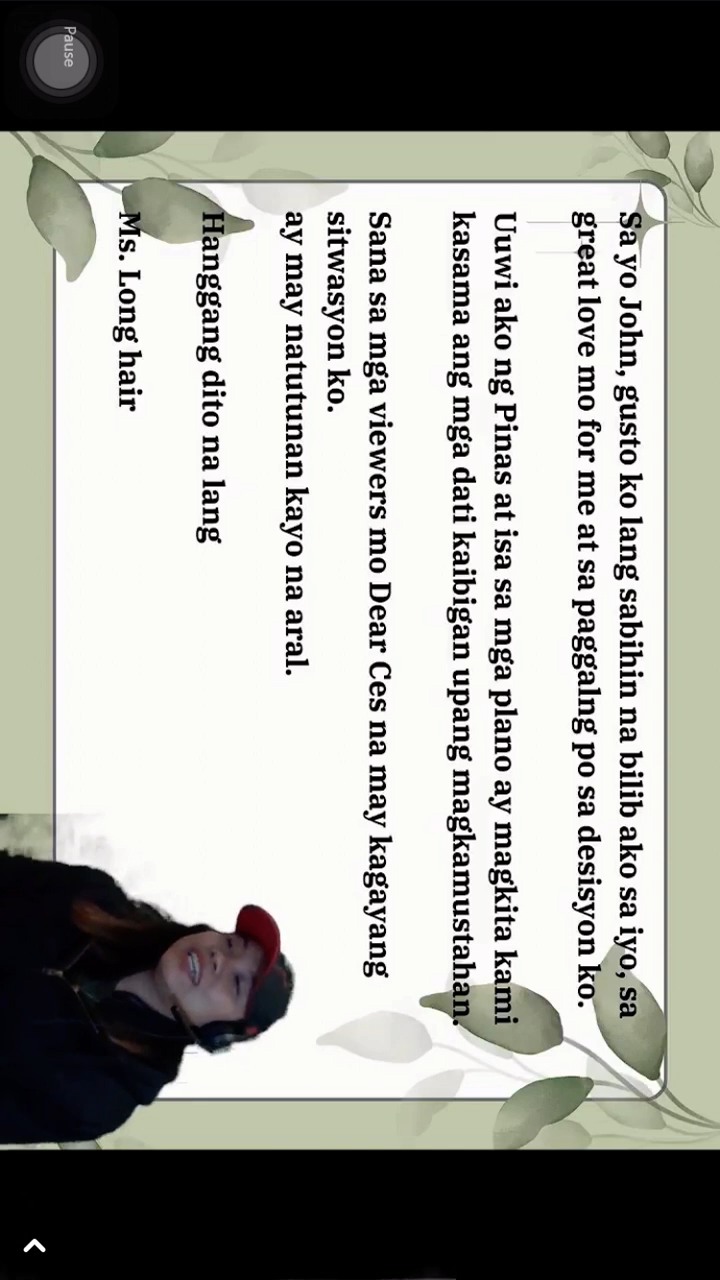 Pause
Sa yo John, gusto ko lang sabihin na bilib ako sa iyo, sa
great love mo for me at sa paggalng po sa desisyon ko.
Uuwi ako ng Pinas at isa sa mga plano ay magkita kami
kasama ang mga dati kaibigan upang magkamustahan.
Sana sa mga viewers mo Dear Ces na may kagayang
sitwasyon ko.
ay may natutunan kayo na aral.
Hanggang dito na lang
Ms. Long hair